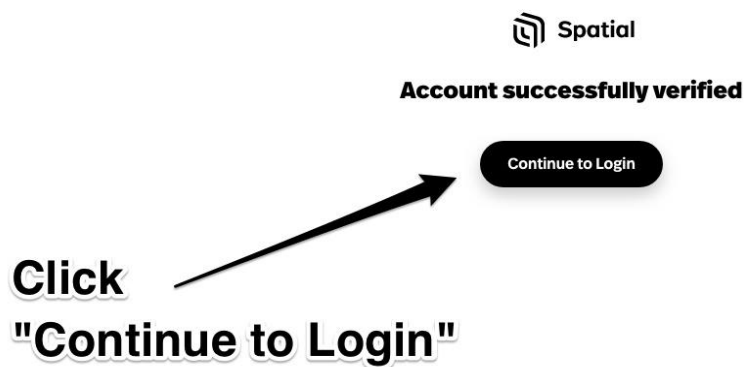 Spatial
Account successfully verified
Continue to Login
Click
"Continue to Login"